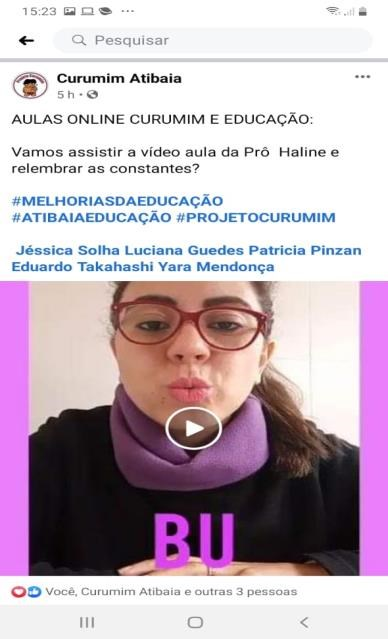 15:23
Pesquisar
Curumim Atibaia
5 h
AULAS ONLINE CURUMIM E EDUCAÇÃO:
Vamos assistir a vídeo aula da Prô Haline e
relembrar as constantes?
#MELHORIASDAEDUCAÇÃO
#ATIBAIAEDUCAÇÃO #PROJETOCURUMIM
Jéssica Solha Luciana Guedes Patricia Pinzan
Eduardo Takahashi Yara Mendonça
BU
Você, Curumim Atibaia e outras 3 pessoas